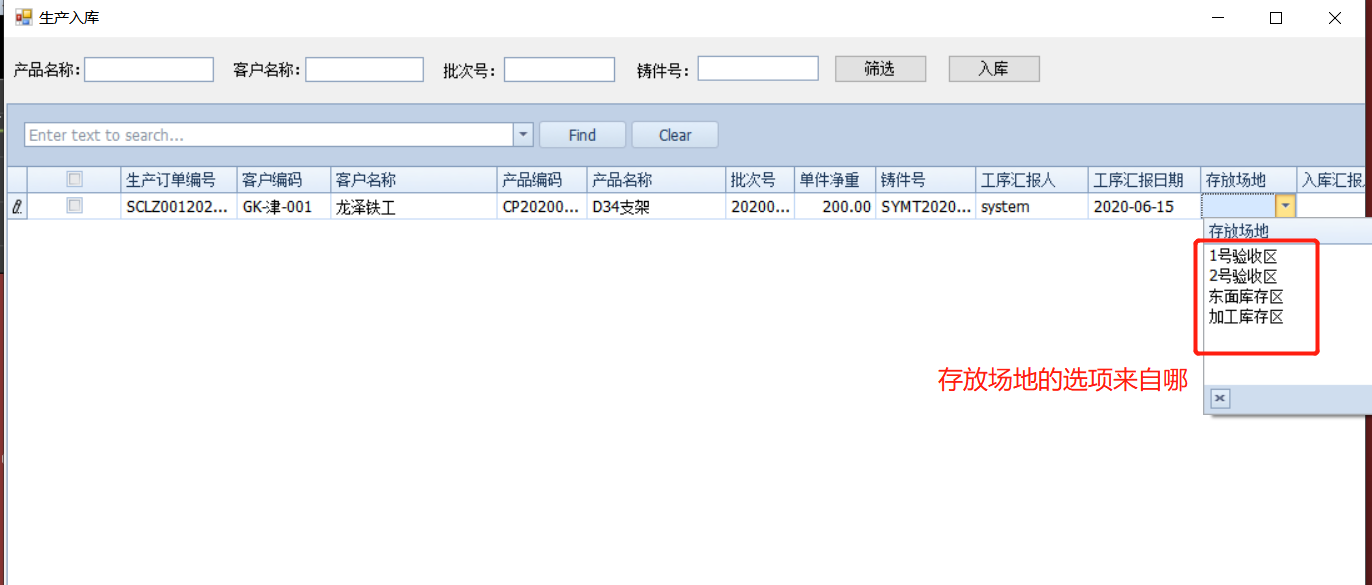 生产入库
产品名称: 客户名称: 批次号: 铸件号: 筛选 入库
Enter text to search... Find Clear
生产订单编号 客户编码 客户名称 产品编码 产品名称 批次号 单件净重 铸件号 工序汇报人 工序汇报日期 存放场地 入库汇报
SCLZ001202... GK-津-001 龙泽铁工 CP20200... D34支架 20200... 200.00 SYMT2020... system 2020-06-15
存放场地
1号验收区
2号验收区
东面库存区
加工库存区
存放场地的选项来自哪